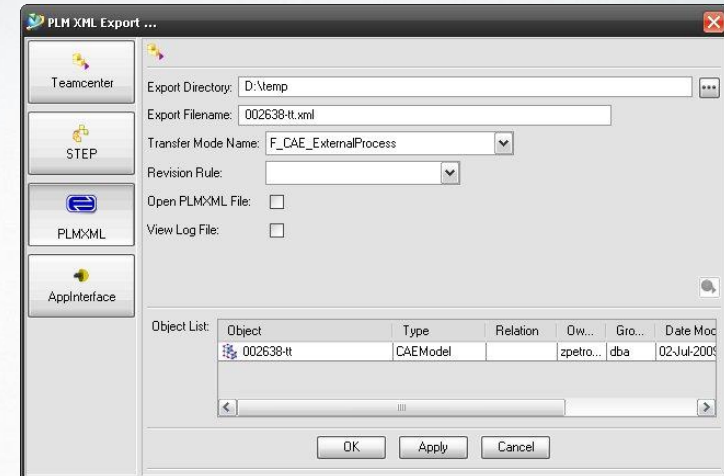 PLM XML Export ...
Teamcenter
STEP
PLMXML
AppInterface
Export Directory: D:\temp
Export Filename: 002638-tt.xml
Transfer Mode Name: F_CAE_ExternalProcess
Revision Rule:
Open PLMXML File:
View Log File:
Object List:
Object Type Relation Ow... Gro... Date Moc
002638-tt CAEModel zpetro... dba 02-Jul-2009
OK Apply Cancel